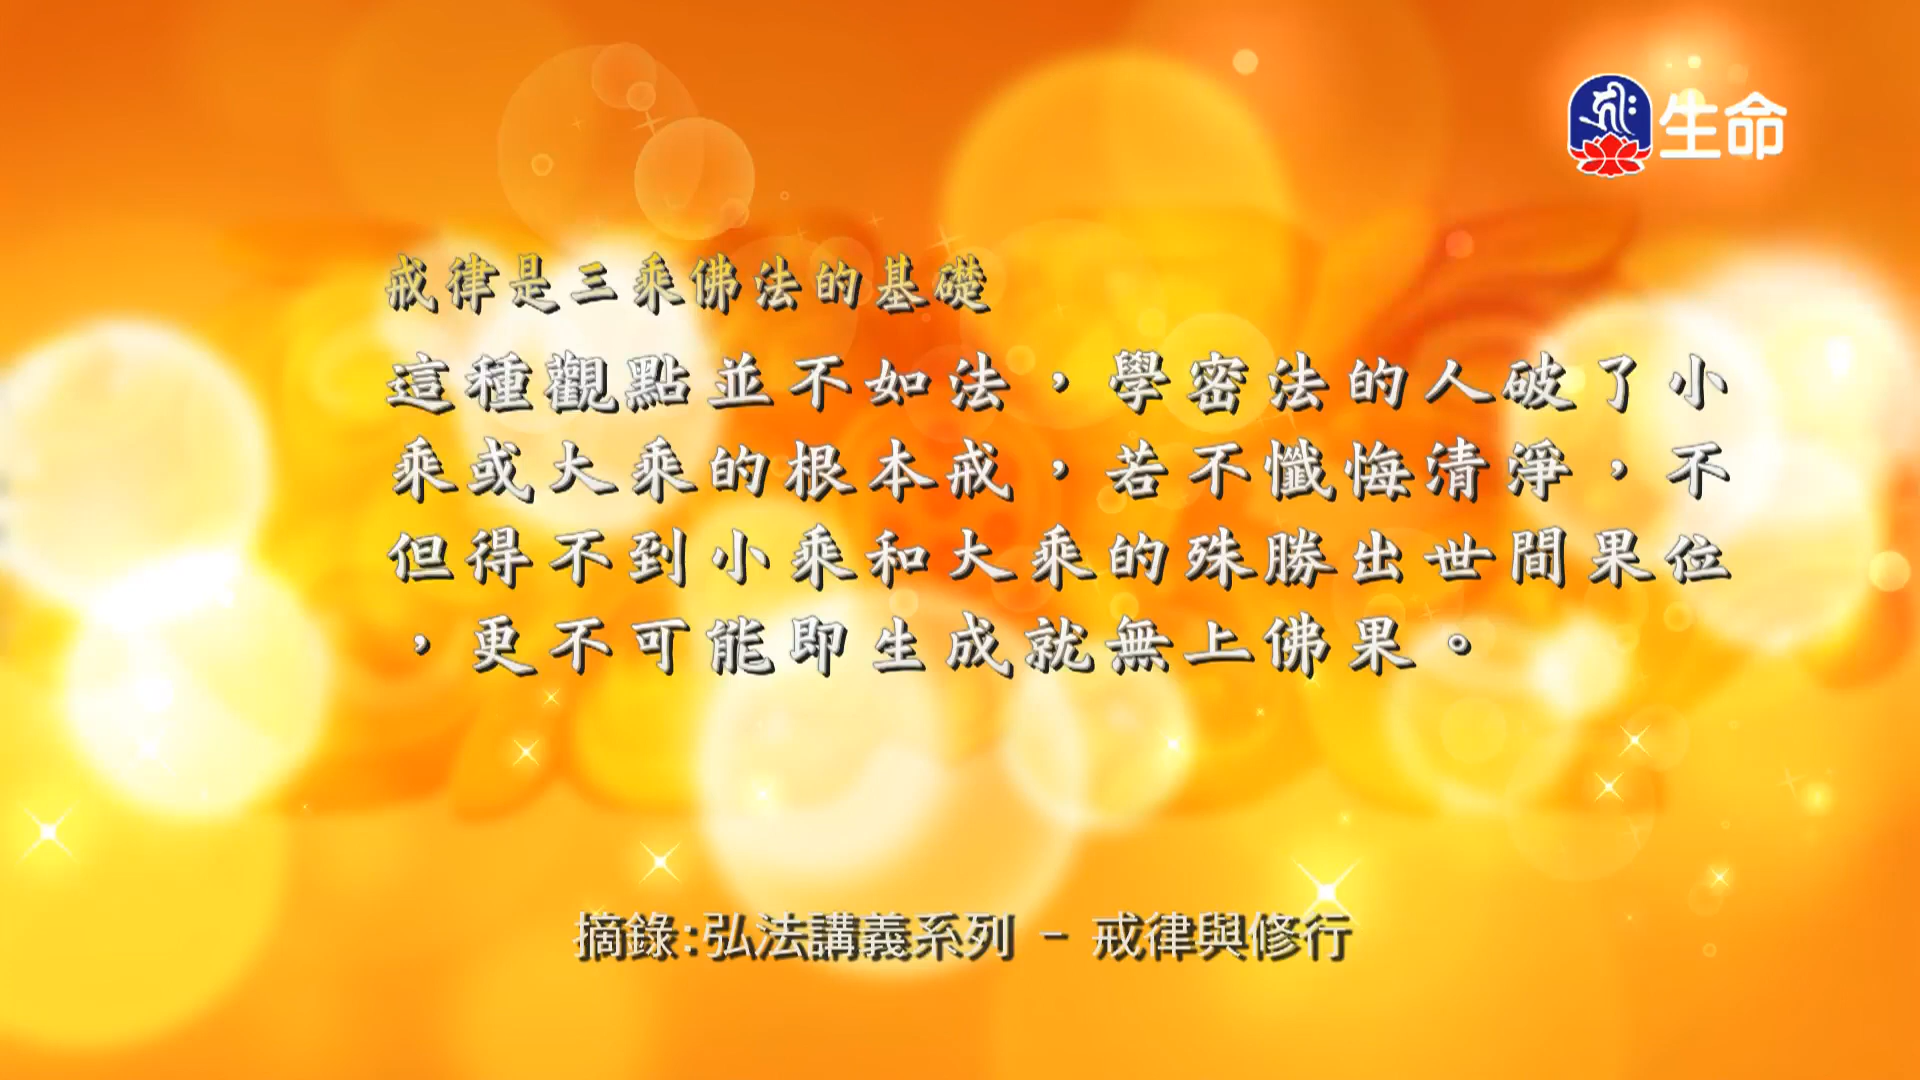 生命
戒律是三乘佛法的基礎
這種觀點並不如法，學密法的人破了小
乘或大乘的根本戒，若不懺悔清淨，不
但得不到小乘和大乘的殊勝出世間果位
，更不可能即生成就無上佛果。
摘錄:弘法講義系列 - 戒律與修行